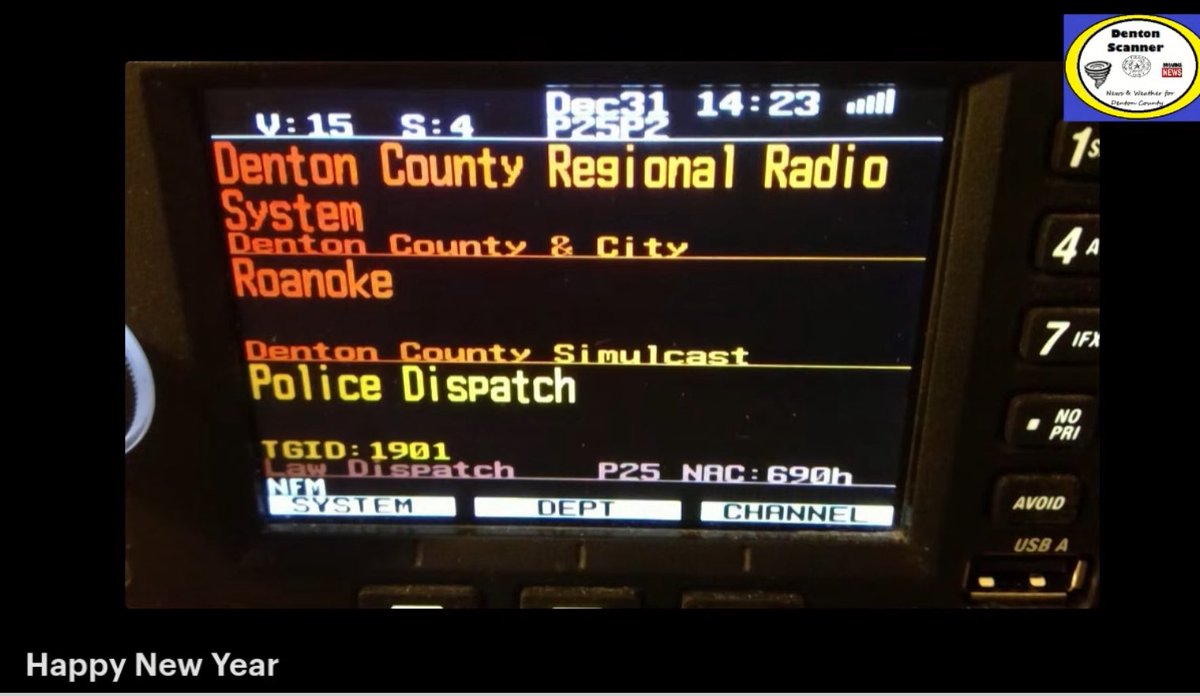 Denton
Scanner
NEWS
News & Weather for
Denton County
Dec31 14:23
V:15 S:4 P25P2
Denton County Regional Radio
System
Denton County & City
Roanoke
Denton County Simulcast
Police Dispatch
TGID:1901
Law Dispatch P25 NAC:690h
NFM
SYSTEM DEPT CHANNEL
1
4
7 IFX
NO
PRI
AVOID
USB A
Happy New Year